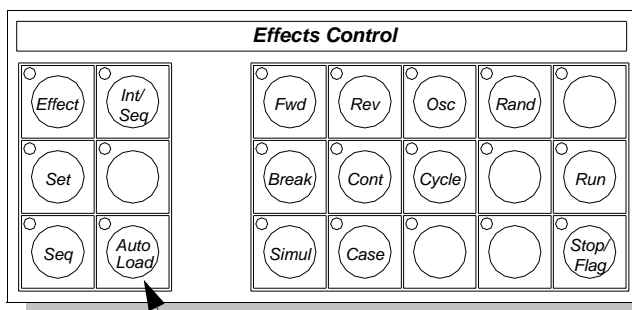 Effects Control
Effect
Int/
Seq
Fwd
Rev
Osc
Rand
Set
Break
Cont
Cycle
Run
Seq
Auto
Load
Simul
Case
Stop/
Flag